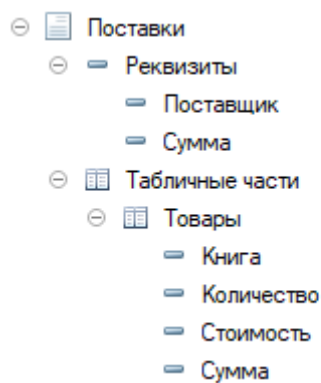 Поставки
Реквизиты
Поставщик
Сумма
Табличные части
Товары
Книга
Количество
Стоимость
Сумма